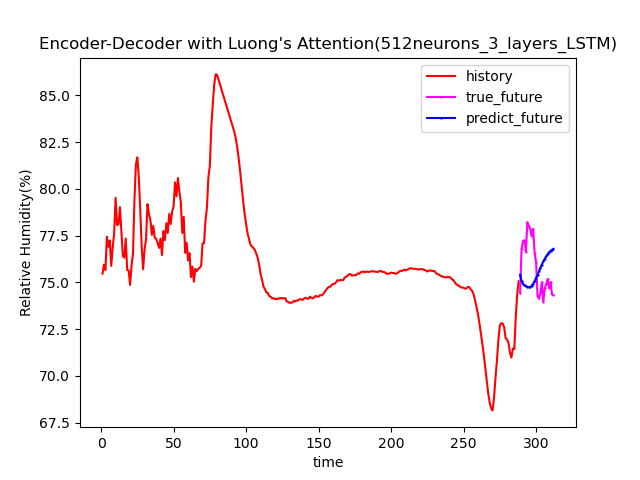 Encoder-Decoder with Luong's Attention(512neurons_3_layers_LSTM)
history
true_future
predict_future
Relative Humidity(%)
85.0
82.5
80.0
77.5
75.0
72.5
70.0
67.5
0 50 100 150 200 250 300
time